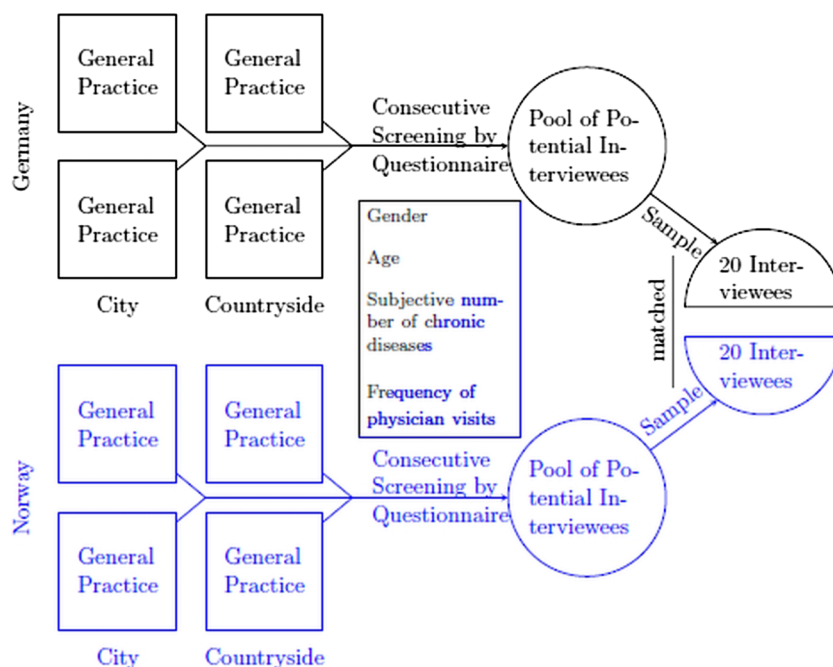 Germany
General
Practice
General
Practice
General
Practice
General
Practice
City
Countryside
Consecutive
Screening by
Questionnaire
Pool of Po-
tential In-
terviewees
Sample
20 Inter-
viewees
matched
Gender
Age
Subjective num-
ber of chronic
diseases
Frequency of
physician visits
Norway
General
Practice
General
Practice
General
Practice
General
Practice
City
Countryside
Consecutive
Screening by
Questionnaire
Pool of Po-
tential In-
terviewees
Sample
20 Inter-
viewees